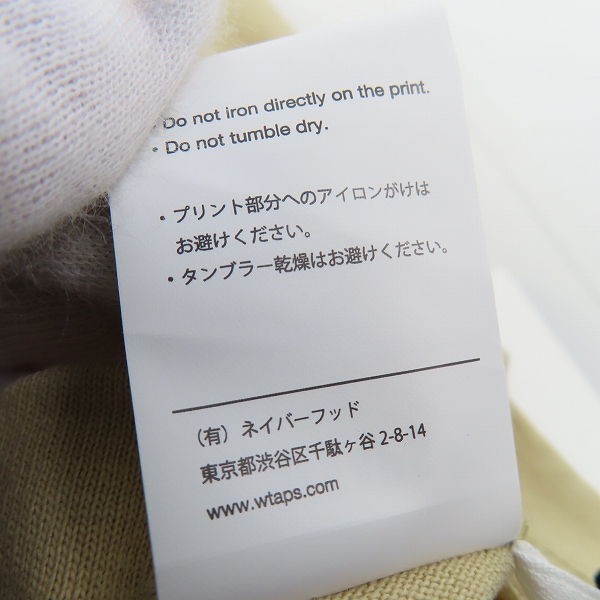 ・Do not iron directly on the print.
・Do not tumble dry.
・プリント部分へのアイロンがけは
お避けください。
・タンブラー乾燥はお避けください。
（有）ネイバーフッド
東京都渋谷区千駄ヶ谷 2-8-14
www.wtaps.com